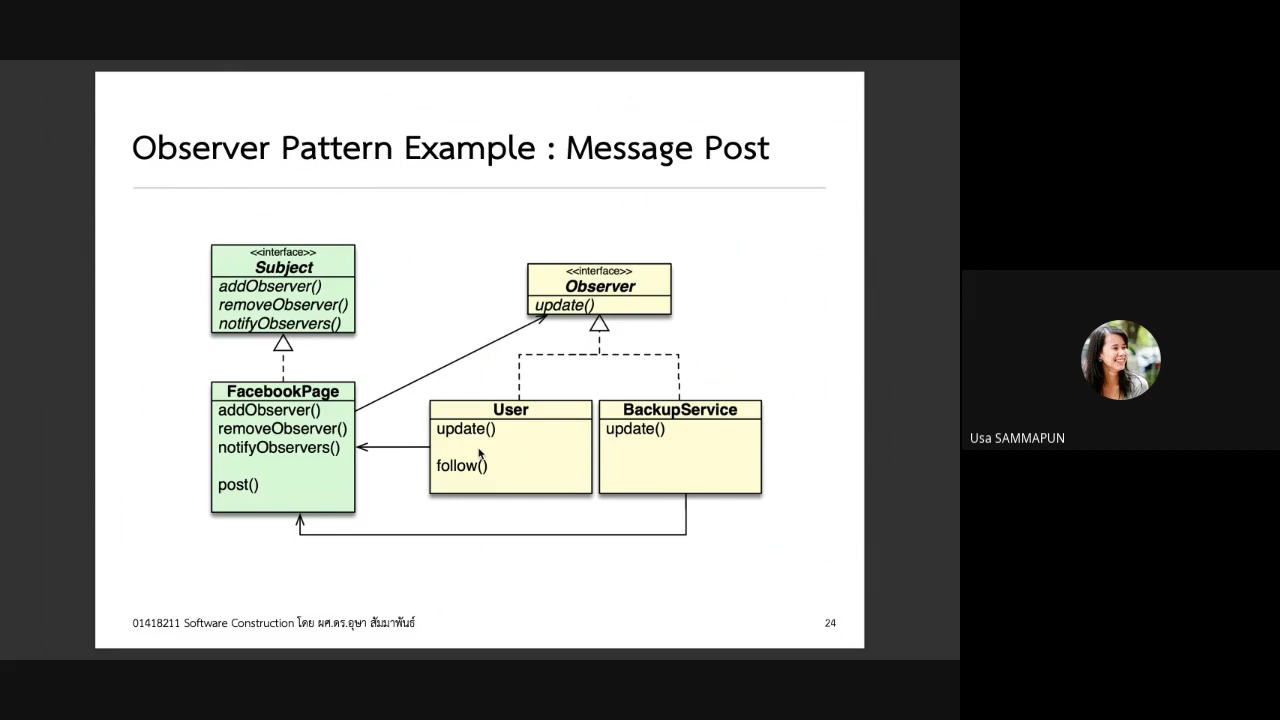 Observer Pattern Example : Message Post
<<interface>>
Subject
addObserver()
removeObserver()
notifyObservers()
<<interface>>
Observer
update()
FacebookPage
addObserver()
removeObserver()
notifyObservers()
post()
User
update()
follow()
BackupService
update()
01418211 Software Construction โดย ผศ.ดร.อุษา สัมมาพันธ์
24
Usa SAMMAPUN